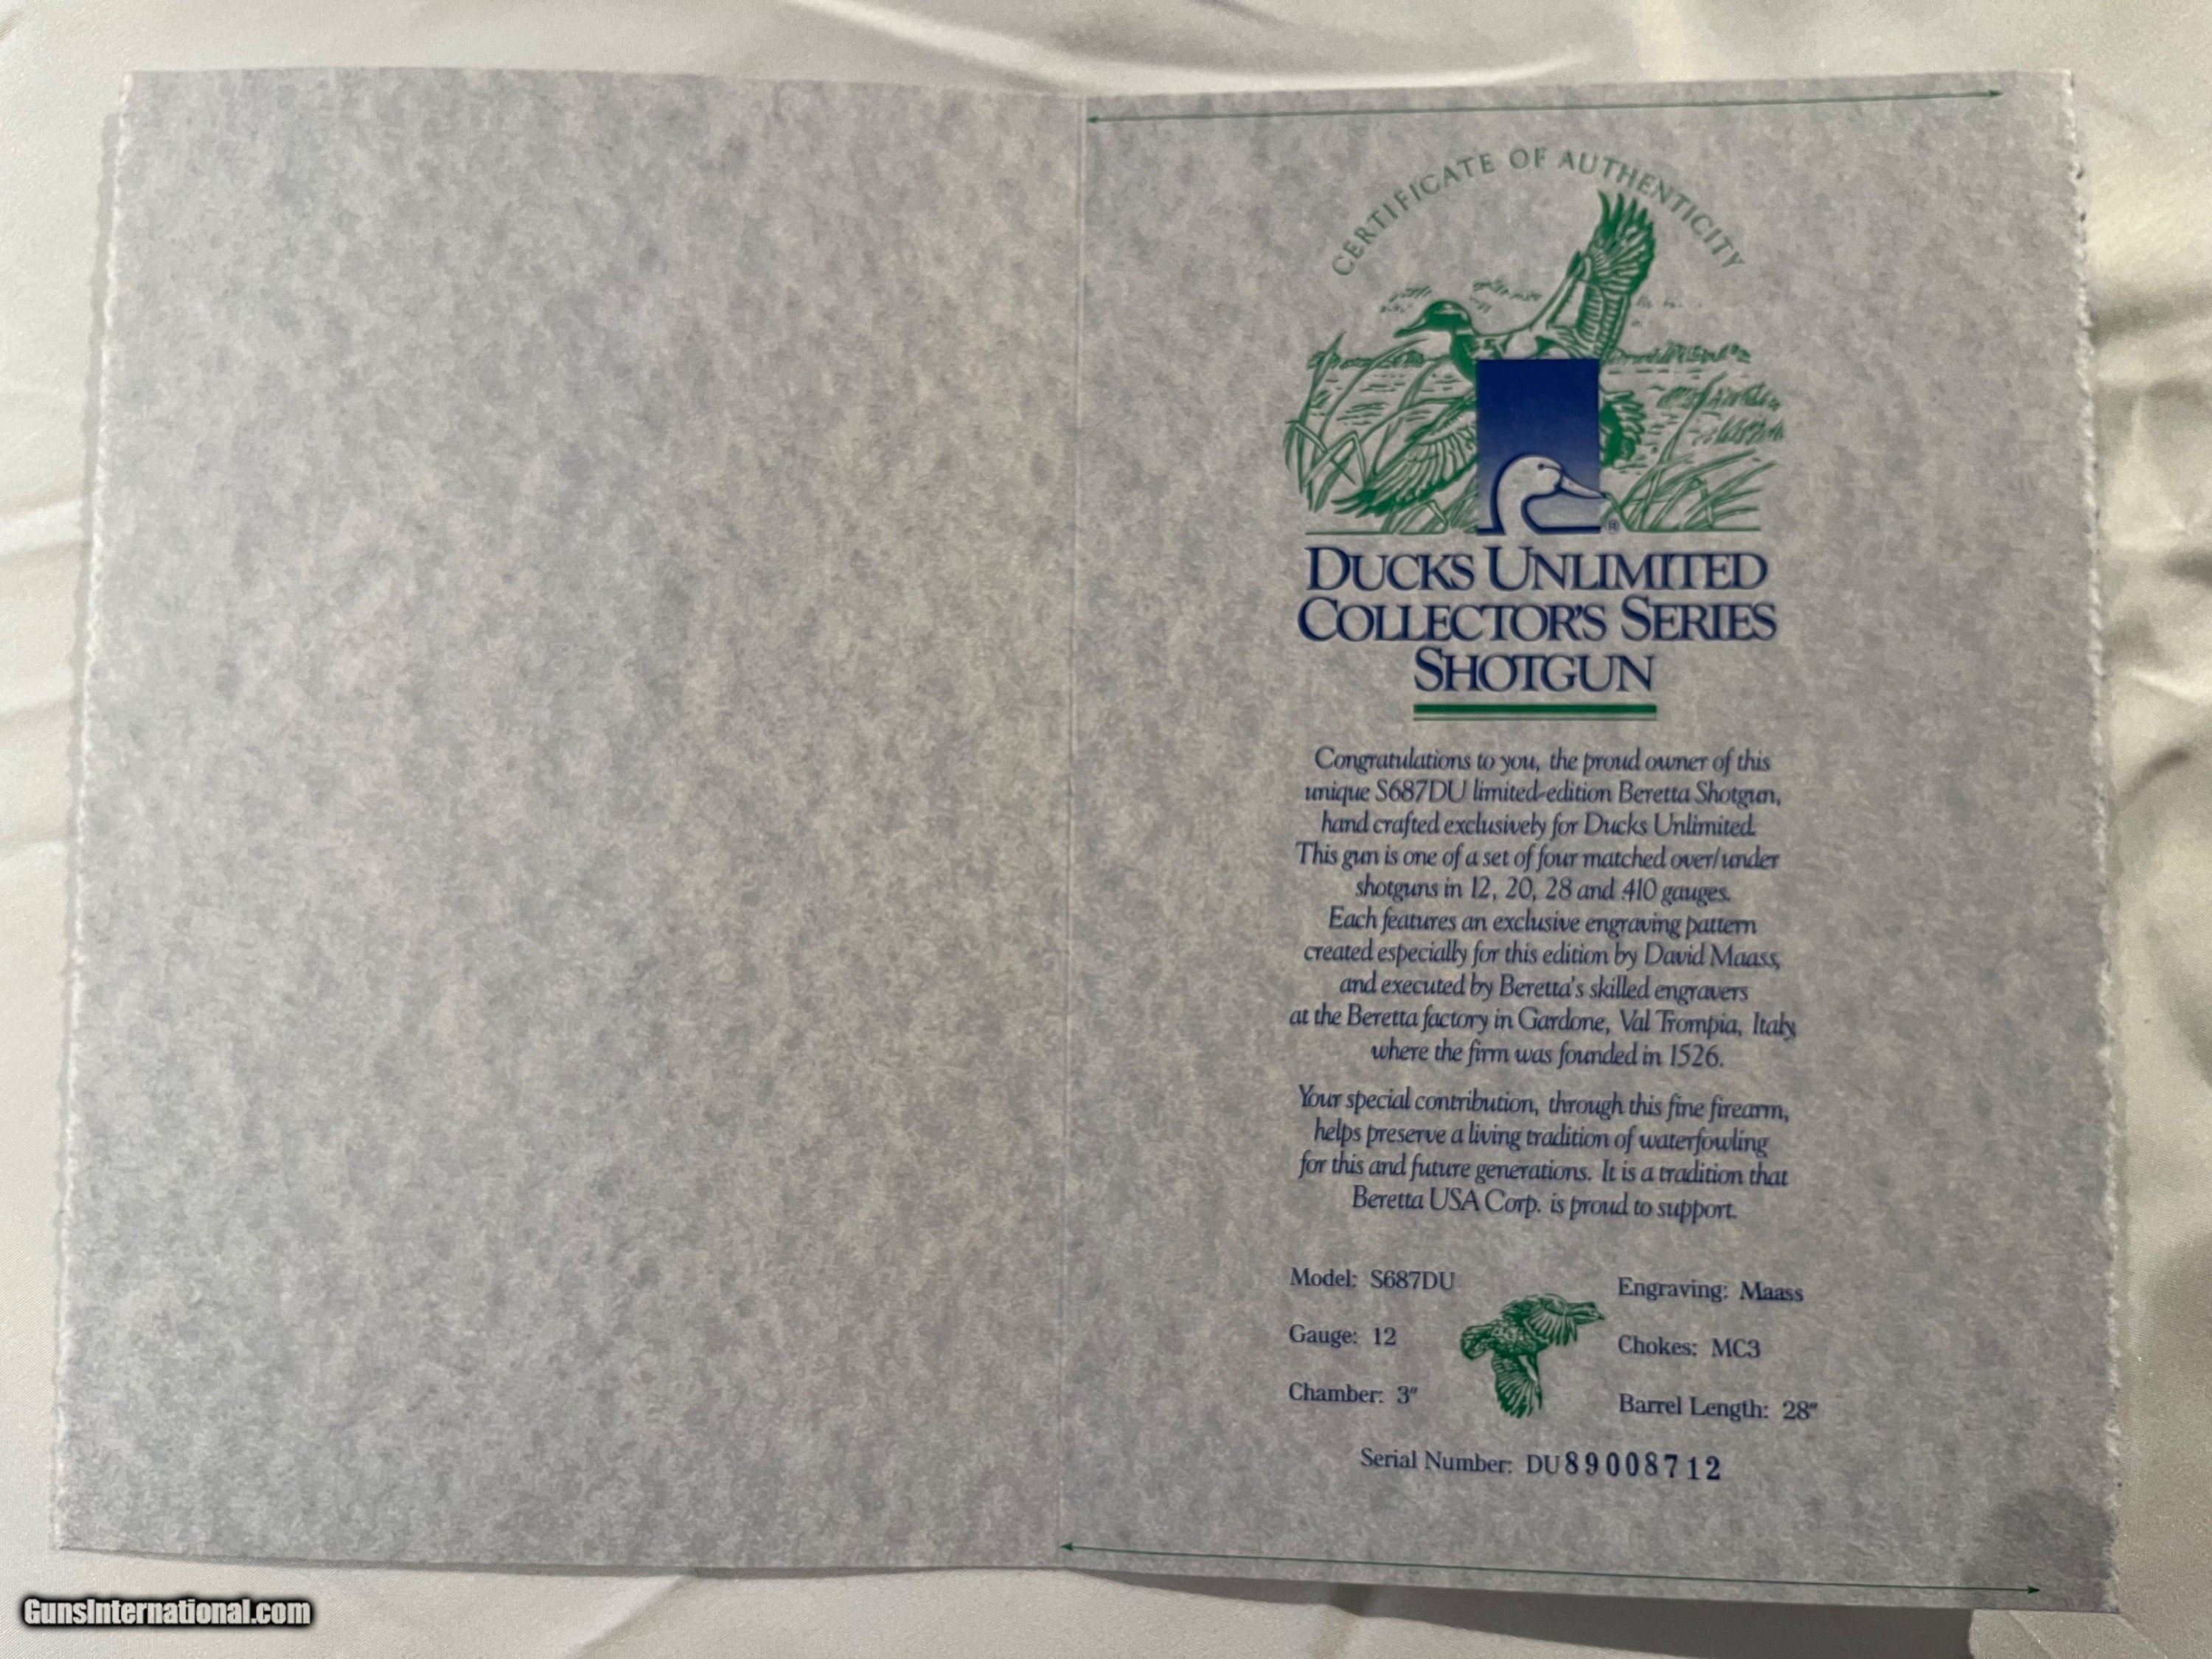 CERTIFICATE OF AUTHENTICITY
®
DUCKS UNLIMITED
COLLECTOR'S SERIES
SHOTGUN
Congratulations to you, the proud owner of this
unique S687DU limited-edition Beretta Shotgun,
hand crafted exclusively for Ducks Unlimited.
This gun is one of a set of four matched over/under
shotguns in 12, 20, 28 and .410 gauges.
Each features an exclusive engraving pattern
created especially for this edition by David Maass,
and executed by Beretta's skilled engravers
at the Beretta factory in Gardone, Val Trompia, Italy,
where the firm was founded in 1526.
Your special contribution, through this fine firearm,
helps preserve a living tradition of waterfowling
for this and future generations. It is a tradition that
Beretta USA Corp. is proud to support.
Model: S687DU
Engraving: Maass
Gauge: 12
Chokes: MC3
Chamber: 3"
Barrel Length: 28"
Serial Number: DU89008712
GunsInternational.com